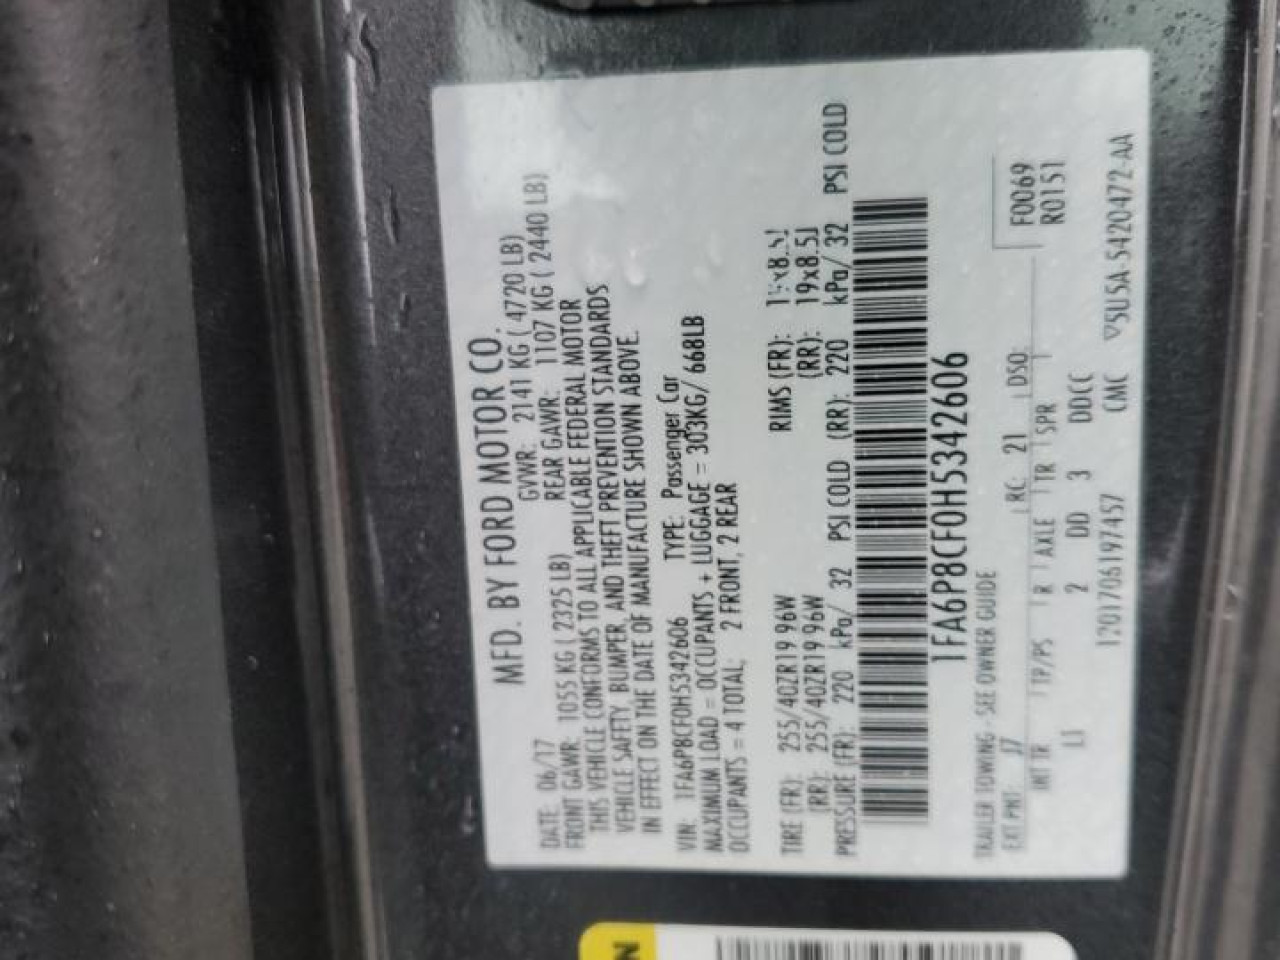 MFD. BY FORD MOTOR CO.
DATE: 06/17 GVWR: 2141 KG ( 4720 LB)
FRONT GAWR: 1055 KG ( 2325 LB) REAR GAWR: 1107 KG ( 2440 LB)
THIS VEHICLE CONFORMS TO ALL APPLICABLE FEDERAL MOTOR
VEHICLE SAFETY, BUMPER, AND THEFT PREVENTION STANDARDS
IN EFFECT ON THE DATE OF MANUFACTURE SHOWN ABOVE.
VIN: 1FA6P8CF0H5342606 TYPE: Passenger Car
MAXIMUM LOAD = OCCUPANTS + LUGGAGE = 303KG/ 668LB
OCCUPANTS = 4 TOTAL; 2 FRONT, 2 REAR
TIRE (FR): 255/40ZR19 96W RIMS (FR): 19x8.5J
(RR): 255/40ZR19 96W (RR): 19x8.5J
PRESSURE (FR): 220 kPa/ 32 PSI COLD (RR): 220 kPa/ 32 PSI COLD
1FA6P8CF0H5342606
TRAILER TOWING - SEE OWNER GUIDE F0069
EXT PNT: J7 RC: 21 DSO: R0151
INT TR TP/PS R AXLE TR SPR
LJ 2 DD 3 DDCC
12017061974​57 CMC ▽5U5A-5420472-AA
N